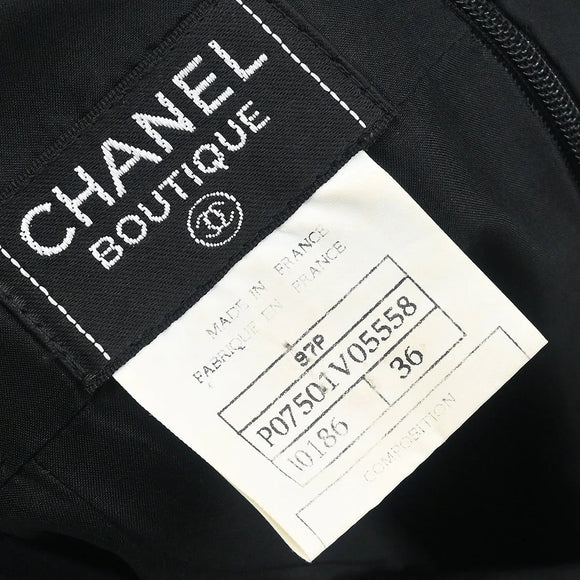 CHANEL
BOUTIQUE
MADE IN FRANCE
FABRIQUE EN FRANCE
97P
P07501V05558
10186 36
COMPOSITION